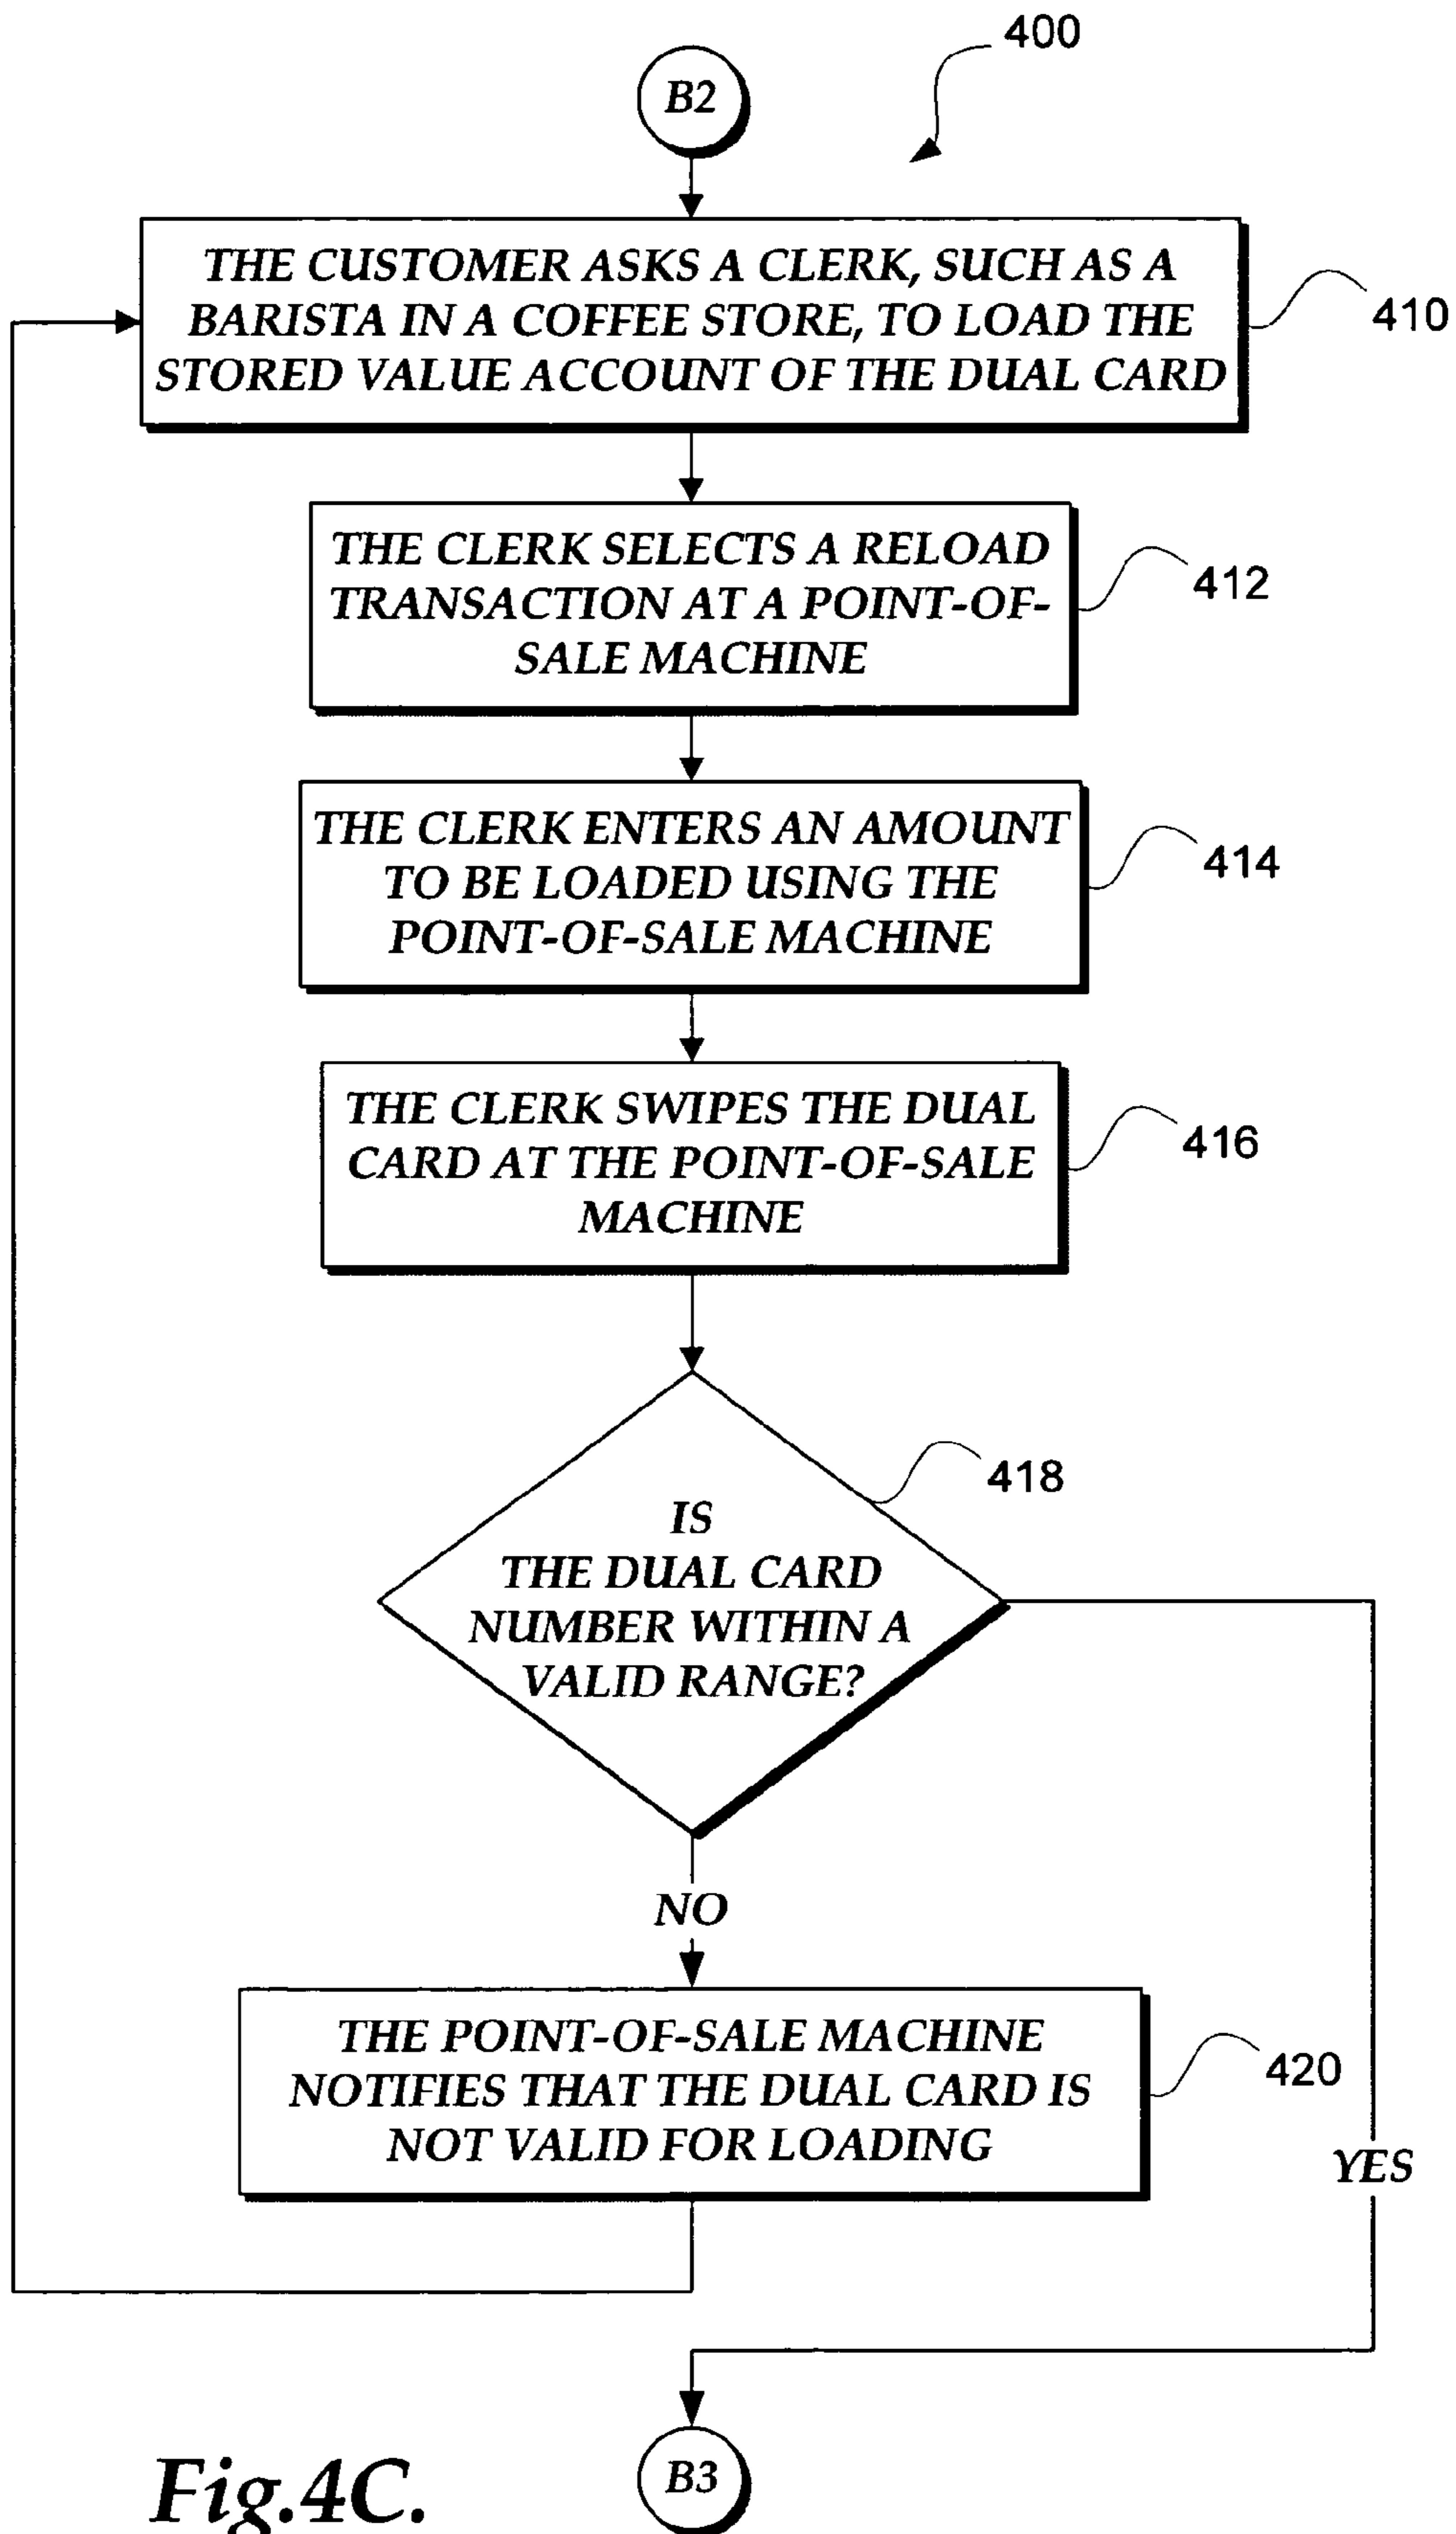 400
B2
THE CUSTOMER ASKS A CLERK, SUCH AS A
BARISTA IN A COFFEE STORE, TO LOAD THE
STORED VALUE ACCOUNT OF THE DUAL CARD
410
THE CLERK SELECTS A RELOAD
TRANSACTION AT A POINT-OF-
SALE MACHINE
412
THE CLERK ENTERS AN AMOUNT
TO BE LOADED USING THE
POINT-OF-SALE MACHINE
414
THE CLERK SWIPES THE DUAL
CARD AT THE POINT-OF-SALE
MACHINE
416
IS
THE DUAL CARD
NUMBER WITHIN A
VALID RANGE?
418
NO
THE POINT-OF-SALE MACHINE
NOTIFIES THAT THE DUAL CARD IS
NOT VALID FOR LOADING
420
YES
B3
Fig.4C.